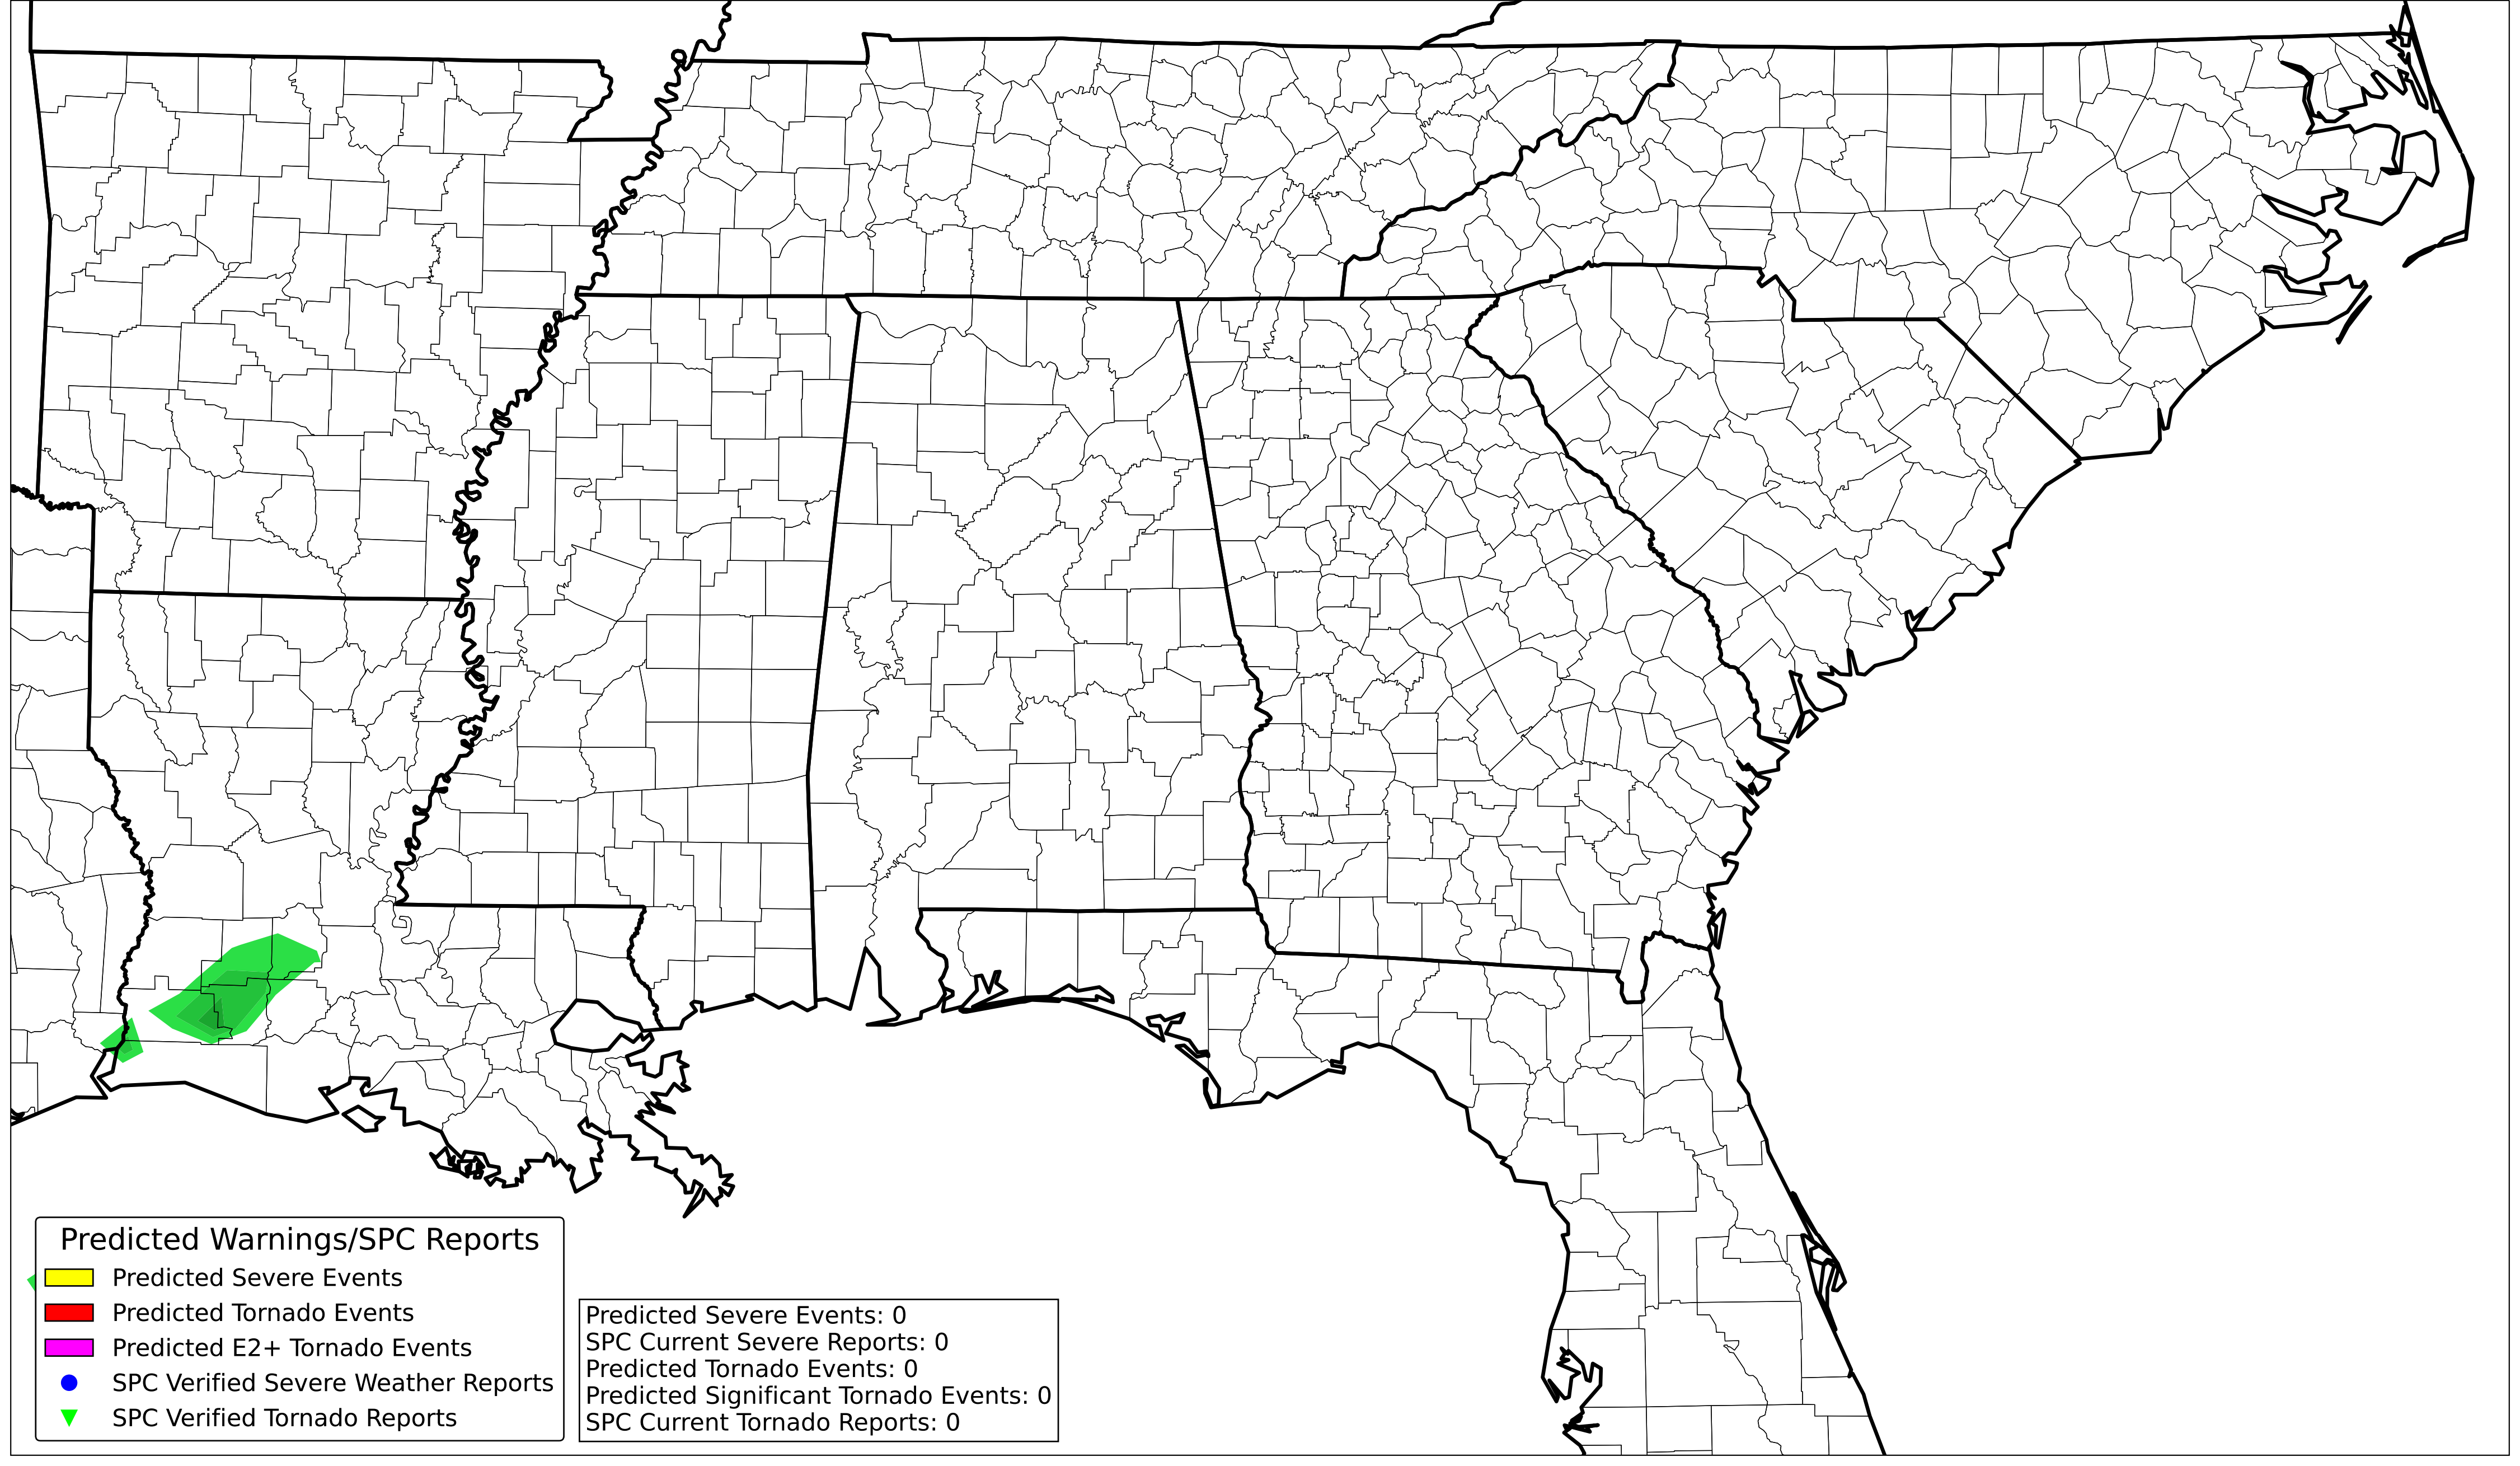 Predicted Warnings/SPC Reports
Predicted Severe Events
Predicted Tornado Events
Predicted E2+ Tornado Events
SPC Verified Severe Weather Reports
SPC Verified Tornado Reports
Predicted Severe Events: 0
SPC Current Severe Reports: 0
Predicted Tornado Events: 0
Predicted Significant Tornado Events: 0
SPC Current Tornado Reports: 0